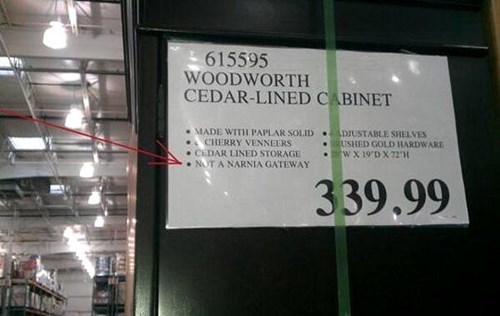 615595
WOODWORTH
CEDAR-LINED CABINET
• MADE WITH PAPLAR SOLID
• CHERRY VENNEERS
• CEDAR LINED STORAGE
• NOT A NARNIA GATEWAY
• ADJUSTABLE SHELVES
• HARDWARE GOLD
• X 19"D X 72"H
339.99